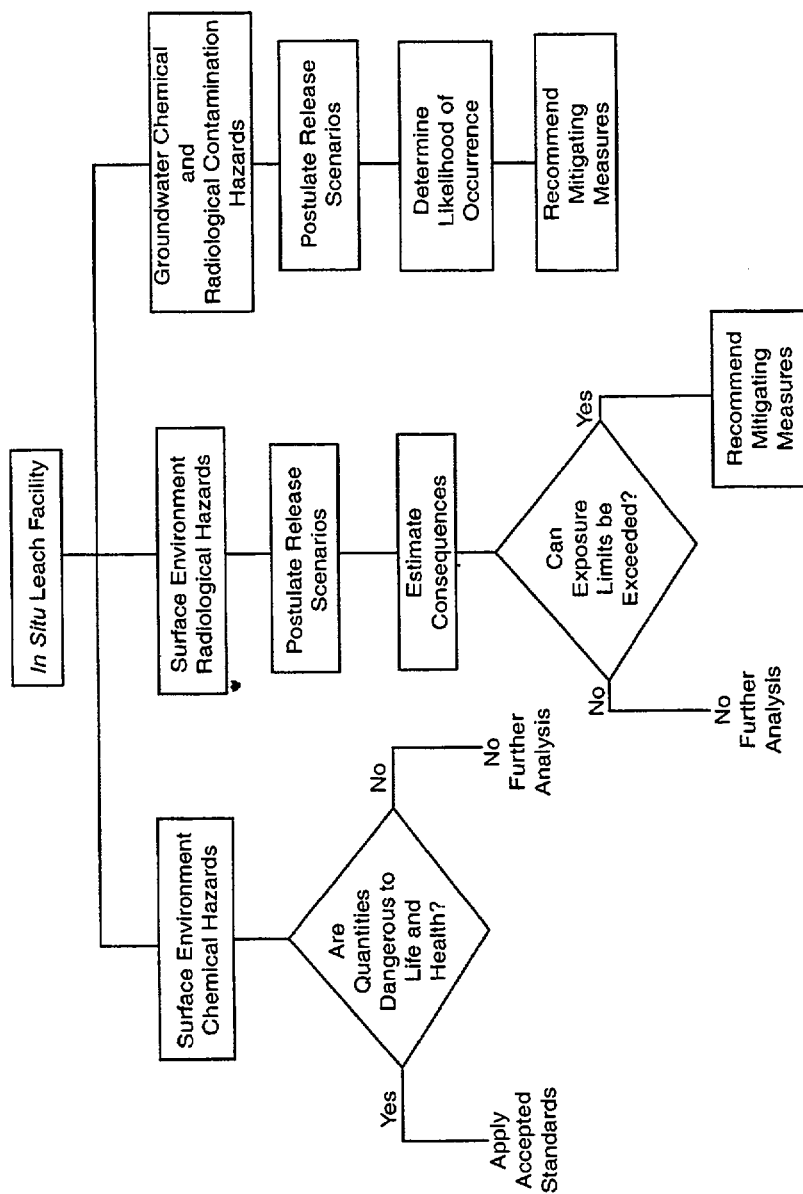 In Situ Leach Facility
Surface Environment
Chemical Hazards
Are
Quantities
Dangerous to
Life and
Health?
Yes
Apply
Accepted
Standards
No
No
Further
Analysis
Surface Environment
Radiological Hazards
Postulate Release
Scenarios
Estimate
Consequences
Can
Exposure
Limits be
Exceeded?
No
No
Further
Analysis
Yes
Recommend
Mitigating
Measures
Groundwater Chemical
and
Radiological Contamination
Hazards
Postulate Release
Scenarios
Determine
Likelihood of
Occurrence
Recommend
Mitigating
Measures